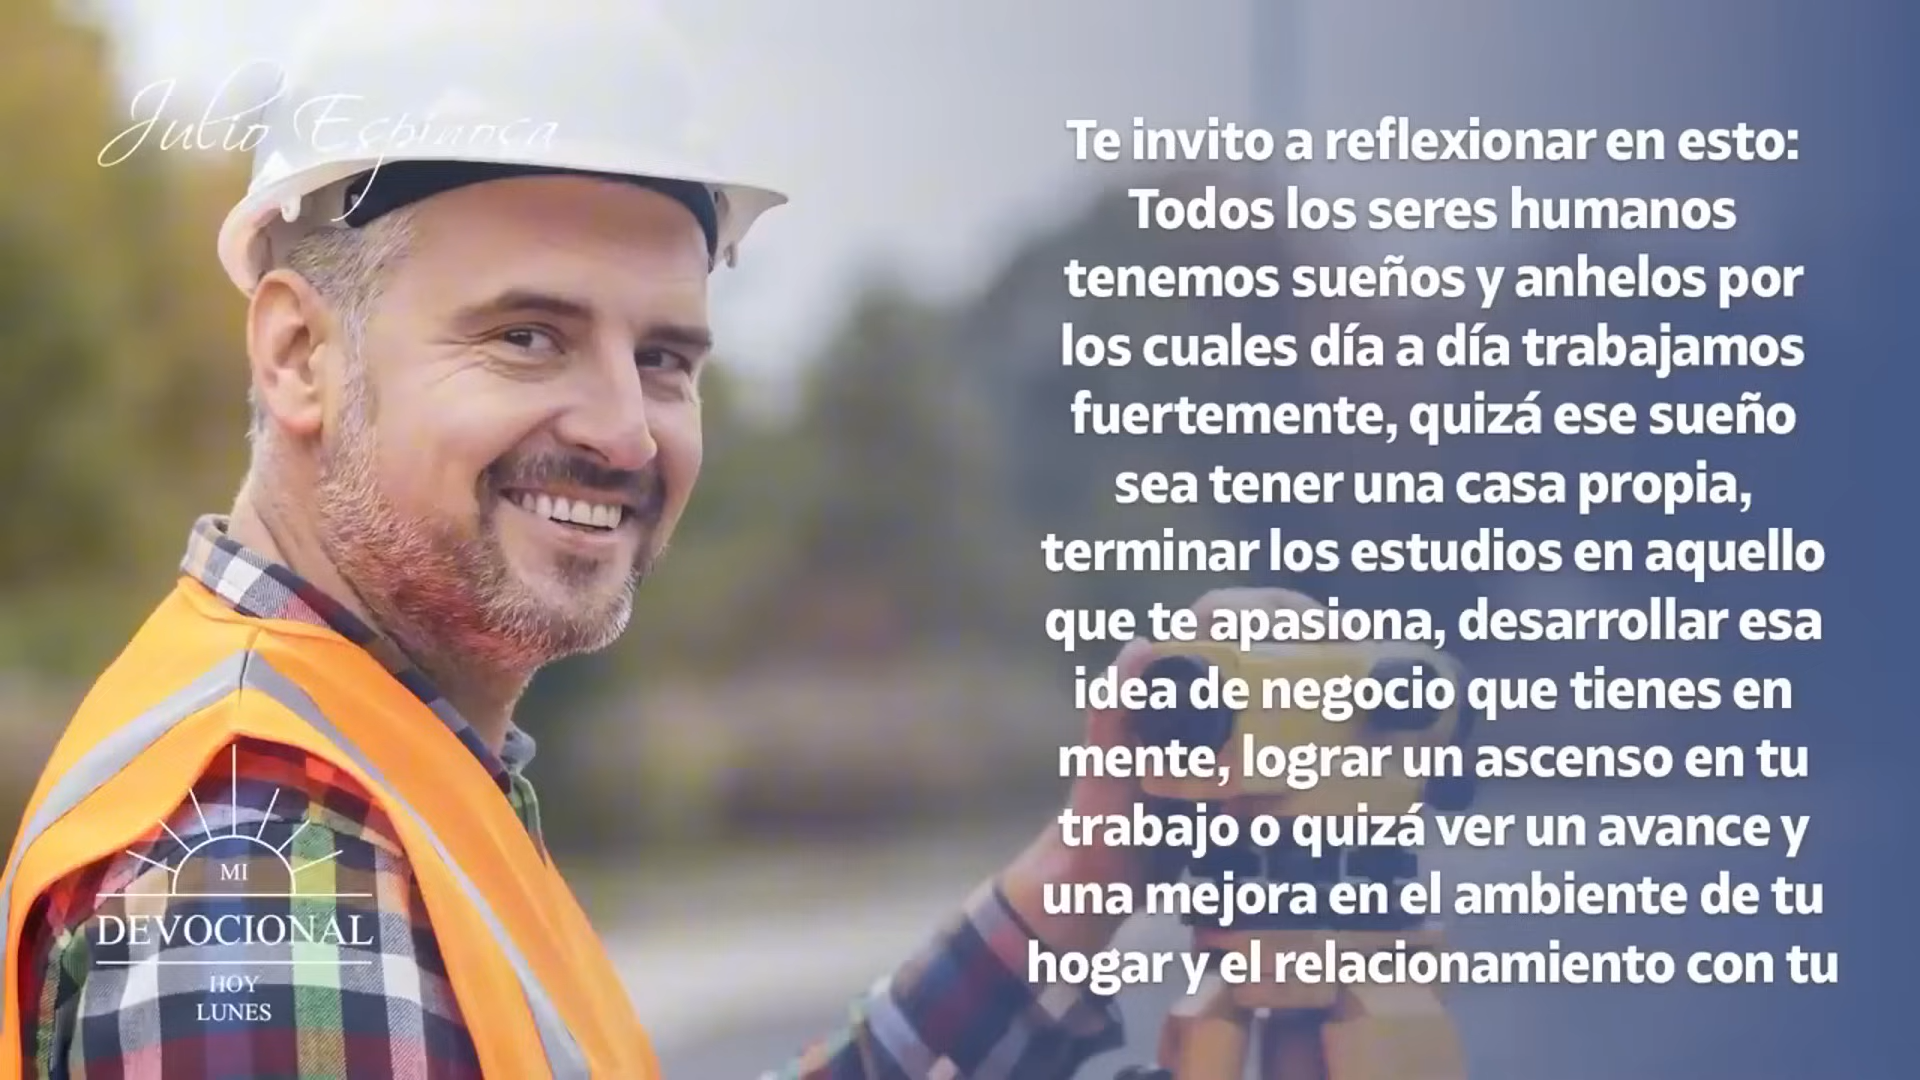 Julio Espinosa
Te invito a reflexionar en esto:
Todos los seres humanos
tenemos sueños y anhelos por
los cuales día a día trabajamos
fuertemente, quizá ese sueño
sea tener una casa propia,
terminar los estudios en aquello
que te apasiona, desarrollar esa
idea de negocio que tienes en
mente, lograr un ascenso en tu
trabajo o quizá ver un avance y
una mejora en el ambiente de tu
hogar y el relacionamiento con tu
MI
DEVOCIONAL
HOY
LUNES